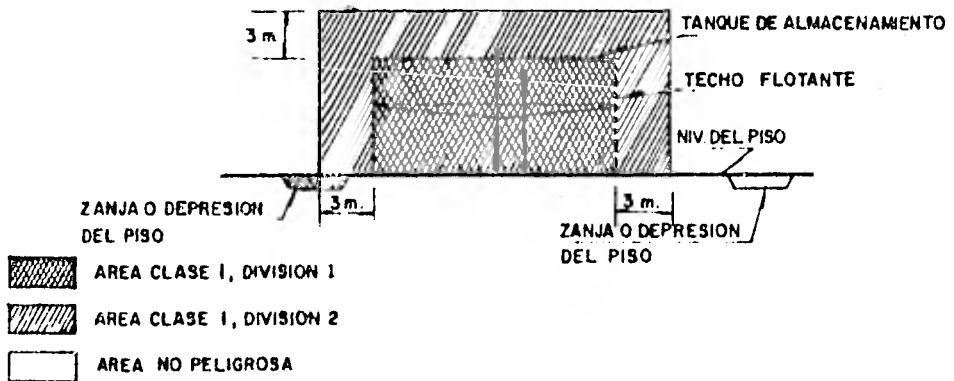 3 m.
TANQUE DE ALMACENAMIENTO
TECHO FLOTANTE
NIV. DEL PISO
ZANJA O DEPRESION
DEL PISO
3 m.
3 m.
ZANJA O DEPRESION
DEL PISO
AREA CLASE I, DIVISION 1
AREA CLASE I, DIVISION 2
AREA NO PELIGROSA